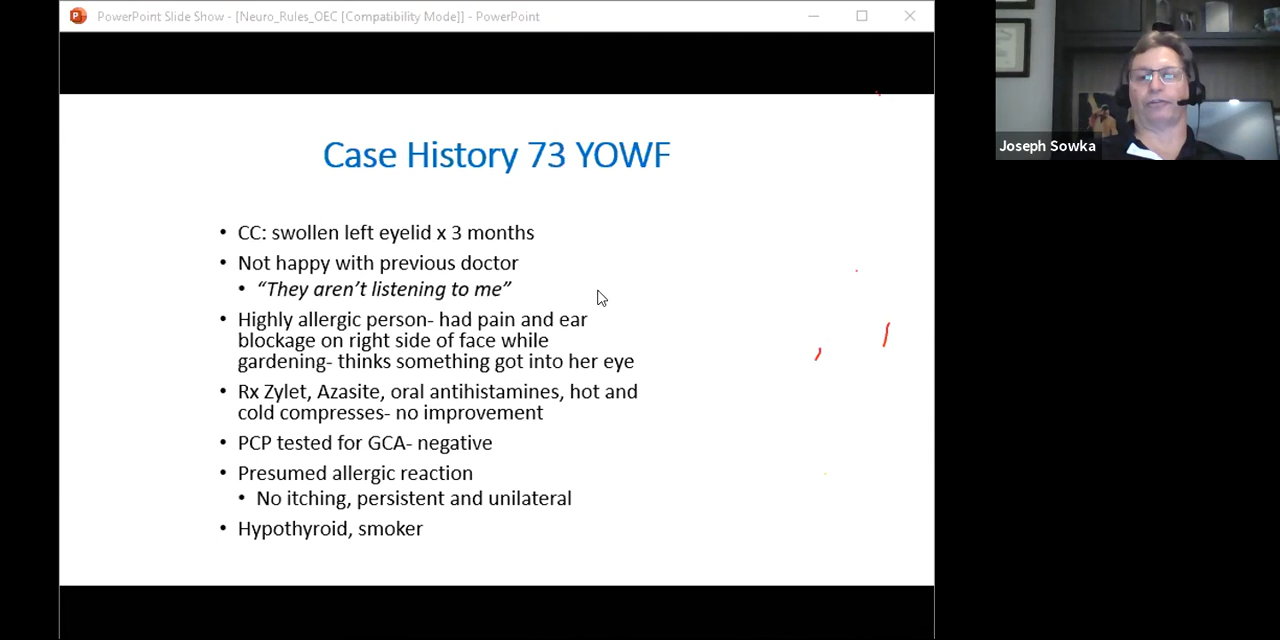 PowerPoint Slide Show - [Neuro_Rules_OEC [Compatibility Mode]] - PowerPoint
Case History 73 YOWF
• CC: swollen left eyelid x 3 months
• Not happy with previous doctor
• “They aren’t listening to me”
• Highly allergic person- had pain and ear
blockage on right side of face while
gardening- thinks something got into her eye
• Rx Zylet, Azasite, oral antihistamines, hot and
cold compresses- no improvement
• PCP tested for GCA- negative
• Presumed allergic reaction
• No itching, persistent and unilateral
• Hypothyroid, smoker
Joseph Sowka